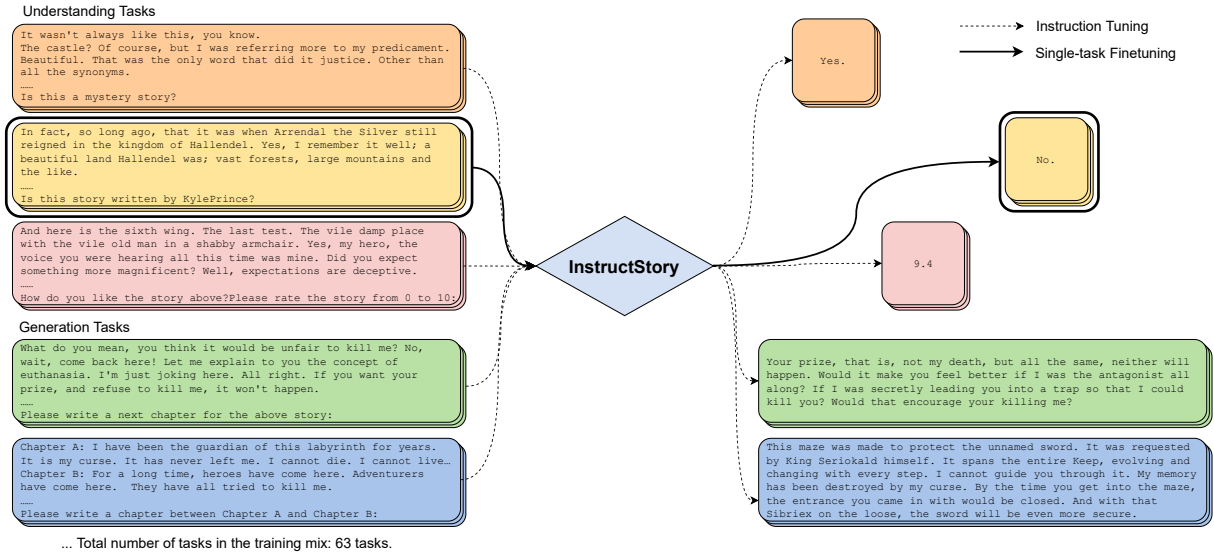 Understanding Tasks
It wasn't always like this, you know.
The castle? Of course, but I was referring more to my predicament.
Beautiful. That was the only word that did it justice. Other than
all the synonyms.
……
Is this a mystery story?
In fact, so long ago, that it was when Arrendal the Silver still
reigned in the kingdom of Hallendel. Yes, I remember it well; a
beautiful land Hallendel was; vast forests, large mountains and
the like.
……
Is this story written by KylePrince?
And here is the sixth wing. The last test. The vile damp place
with the vile old man in a shabby armchair. Yes, my hero, the
voice you were hearing all this time was mine. Did you expect
something more magnificent? Well, expectations are deceptive.
……
How do you like the story above?Please rate the story from 0 to 10:
Generation Tasks
What do you mean, you think it would be unfair to kill me? No,
wait, come back here! Let me explain to you the concept of
euthanasia. I'm just joking here. All right. If you want your
prize, and refuse to kill me, it won't happen.
……
Please write a next chapter for the above story:
Chapter A: I have been the guardian of this labyrinth for years.
It is my curse. It has never left me. I cannot die. I cannot live…
Chapter B: For a long time, heroes have come here. Adventurers
have come here. They have all tried to kill me.
……
Please write a chapter between Chapter A and Chapter B:
... Total number of tasks in the training mix: 63 tasks.
InstructStory
Instruction Tuning
Single-task Finetuning
Yes.
No.
9.4
Your prize, that is, not my death, but all the same, neither will
happen. Would it make you feel better if I was the antagonist all
along? If I was secretly leading you into a trap so that I could
kill you? Would that encourage your killing me?
This maze was made to protect the unnamed sword. It was requested
by King Seriokald himself. It spans the entire Keep, evolving and
changing with every step. I cannot guide you through it. My memory
has been destroyed by my curse. By the time you get into the maze,
the entrance you came in with would be closed. And with that
Sibriex on the loose, the sword will be even more secure.